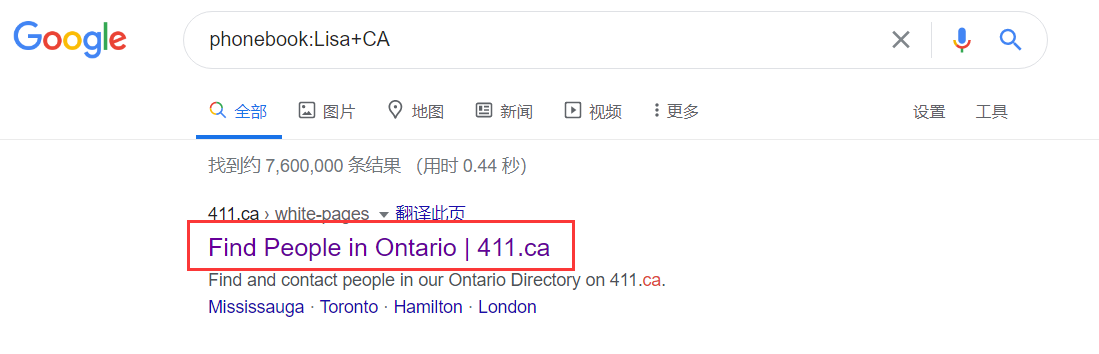 Google
phonebook:Lisa+CA
全部 图片 地图 新闻 视频 更多 设置 工具
找到约 7,600,000 条结果 （用时 0.44 秒）
411.ca › white-pages 翻译此页
Find People in Ontario | 411.ca
Find and contact people in our Ontario Directory on 411.ca.
Mississauga · Toronto · Hamilton · London